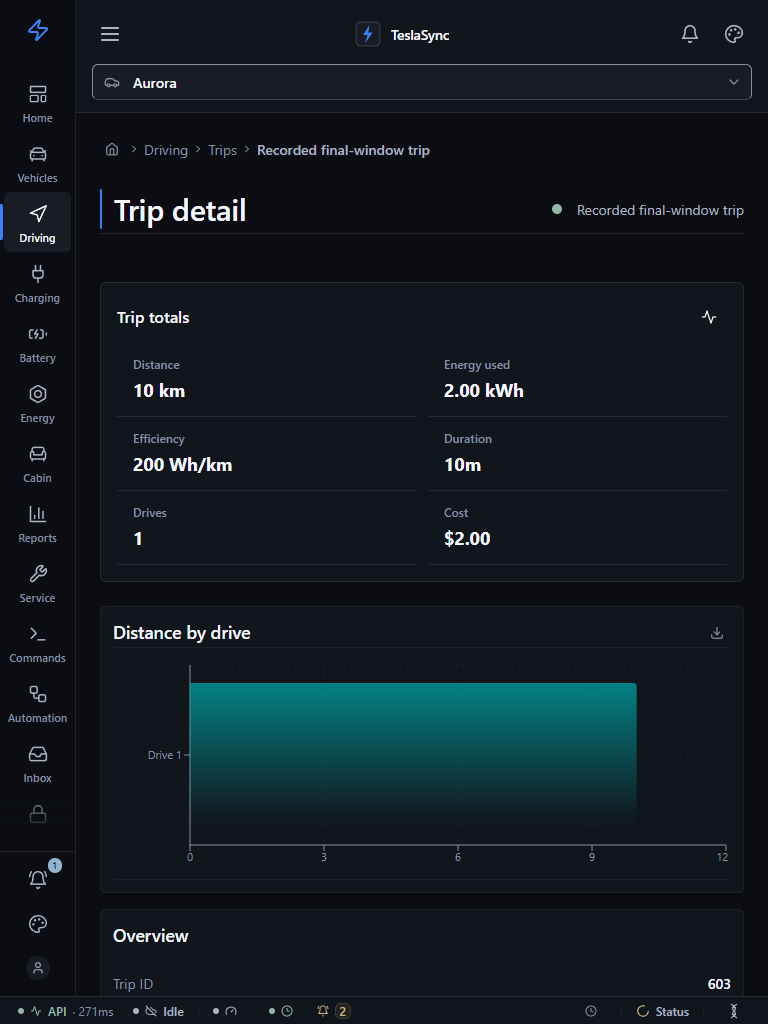 TeslaSync
Aurora
Home
Vehicles
Driving
Charging
Battery
Energy
Cabin
Reports
Service
Commands
Automation
Inbox
1
Driving > Trips > Recorded final-window trip
Trip detail
Recorded final-window trip
Trip totals
Distance
10 km
Energy used
2.00 kWh
Efficiency
200 Wh/km
Duration
10m
Drives
1
Cost
$2.00
Distance by drive
Drive 1
0 3 6 9 12
Overview
Trip ID 603
API · 271ms Idle 2 Status